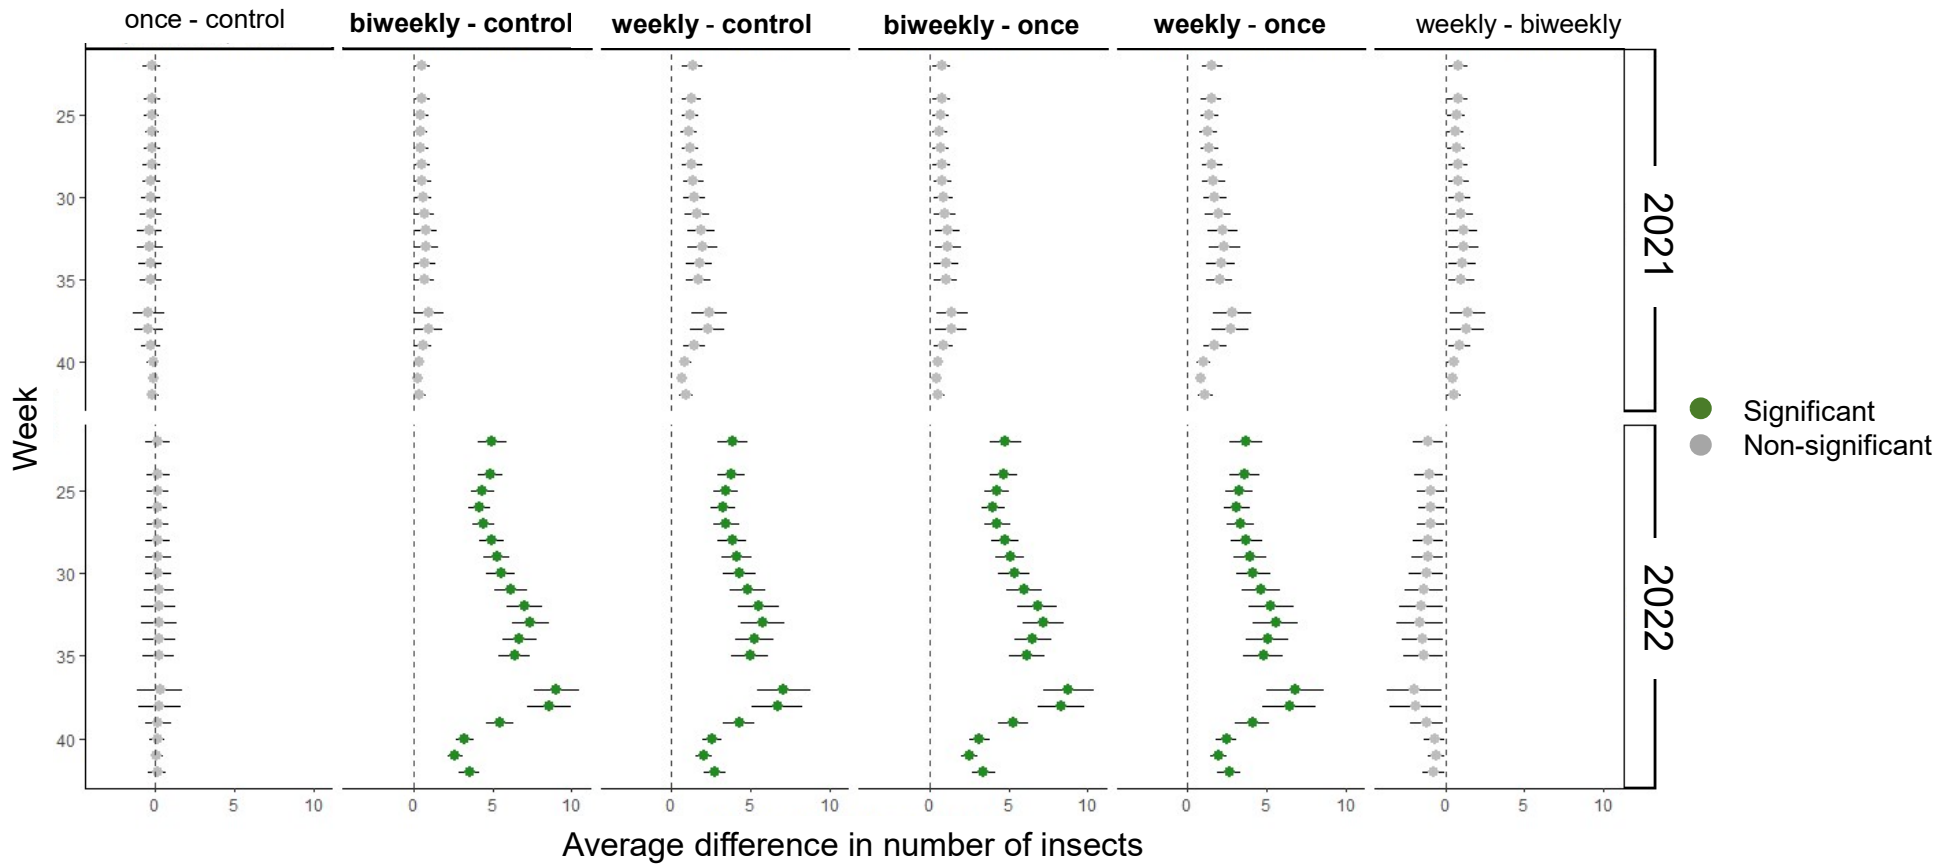 once - control
biweekly - control
weekly - control
biweekly - once
weekly - once
weekly - biweekly
25
30
35
40
2021
25
30
35
40
2022
Week
Significant
Non-significant
0 5 10
0 5 10
0 5 10
0 5 10
0 5 10
0 5 10
Average difference in number of insects